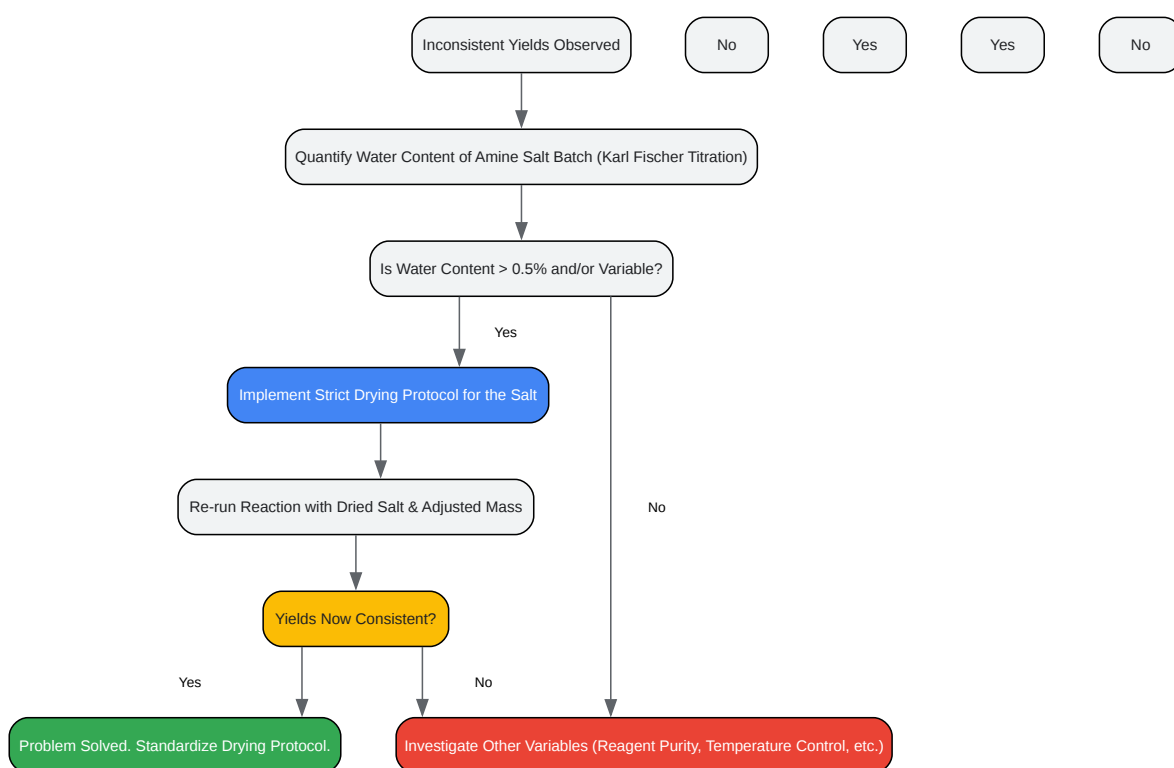 Inconsistent Yields Observed
No
Yes
Yes
No
Quantify Water Content of Amine Salt Batch (Karl Fischer Titration)
Is Water Content > 0.5% and/or Variable?
Yes
Implement Strict Drying Protocol for the Salt
Re-run Reaction with Dried Salt & Adjusted Mass
No
Yields Now Consistent?
Yes
No
Problem Solved. Standardize Drying Protocol.
Investigate Other Variables (Reagent Purity, Temperature Control, etc.)